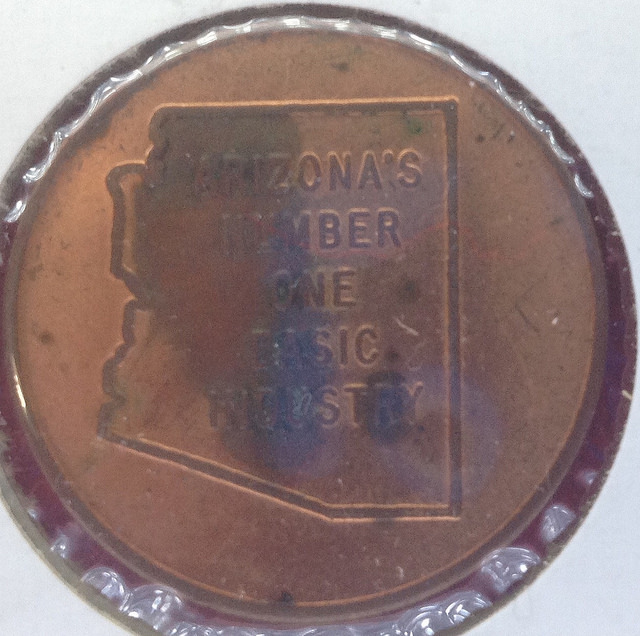 ARIZONA'S
NUMBER
ONE
BASIC
INDUSTRY